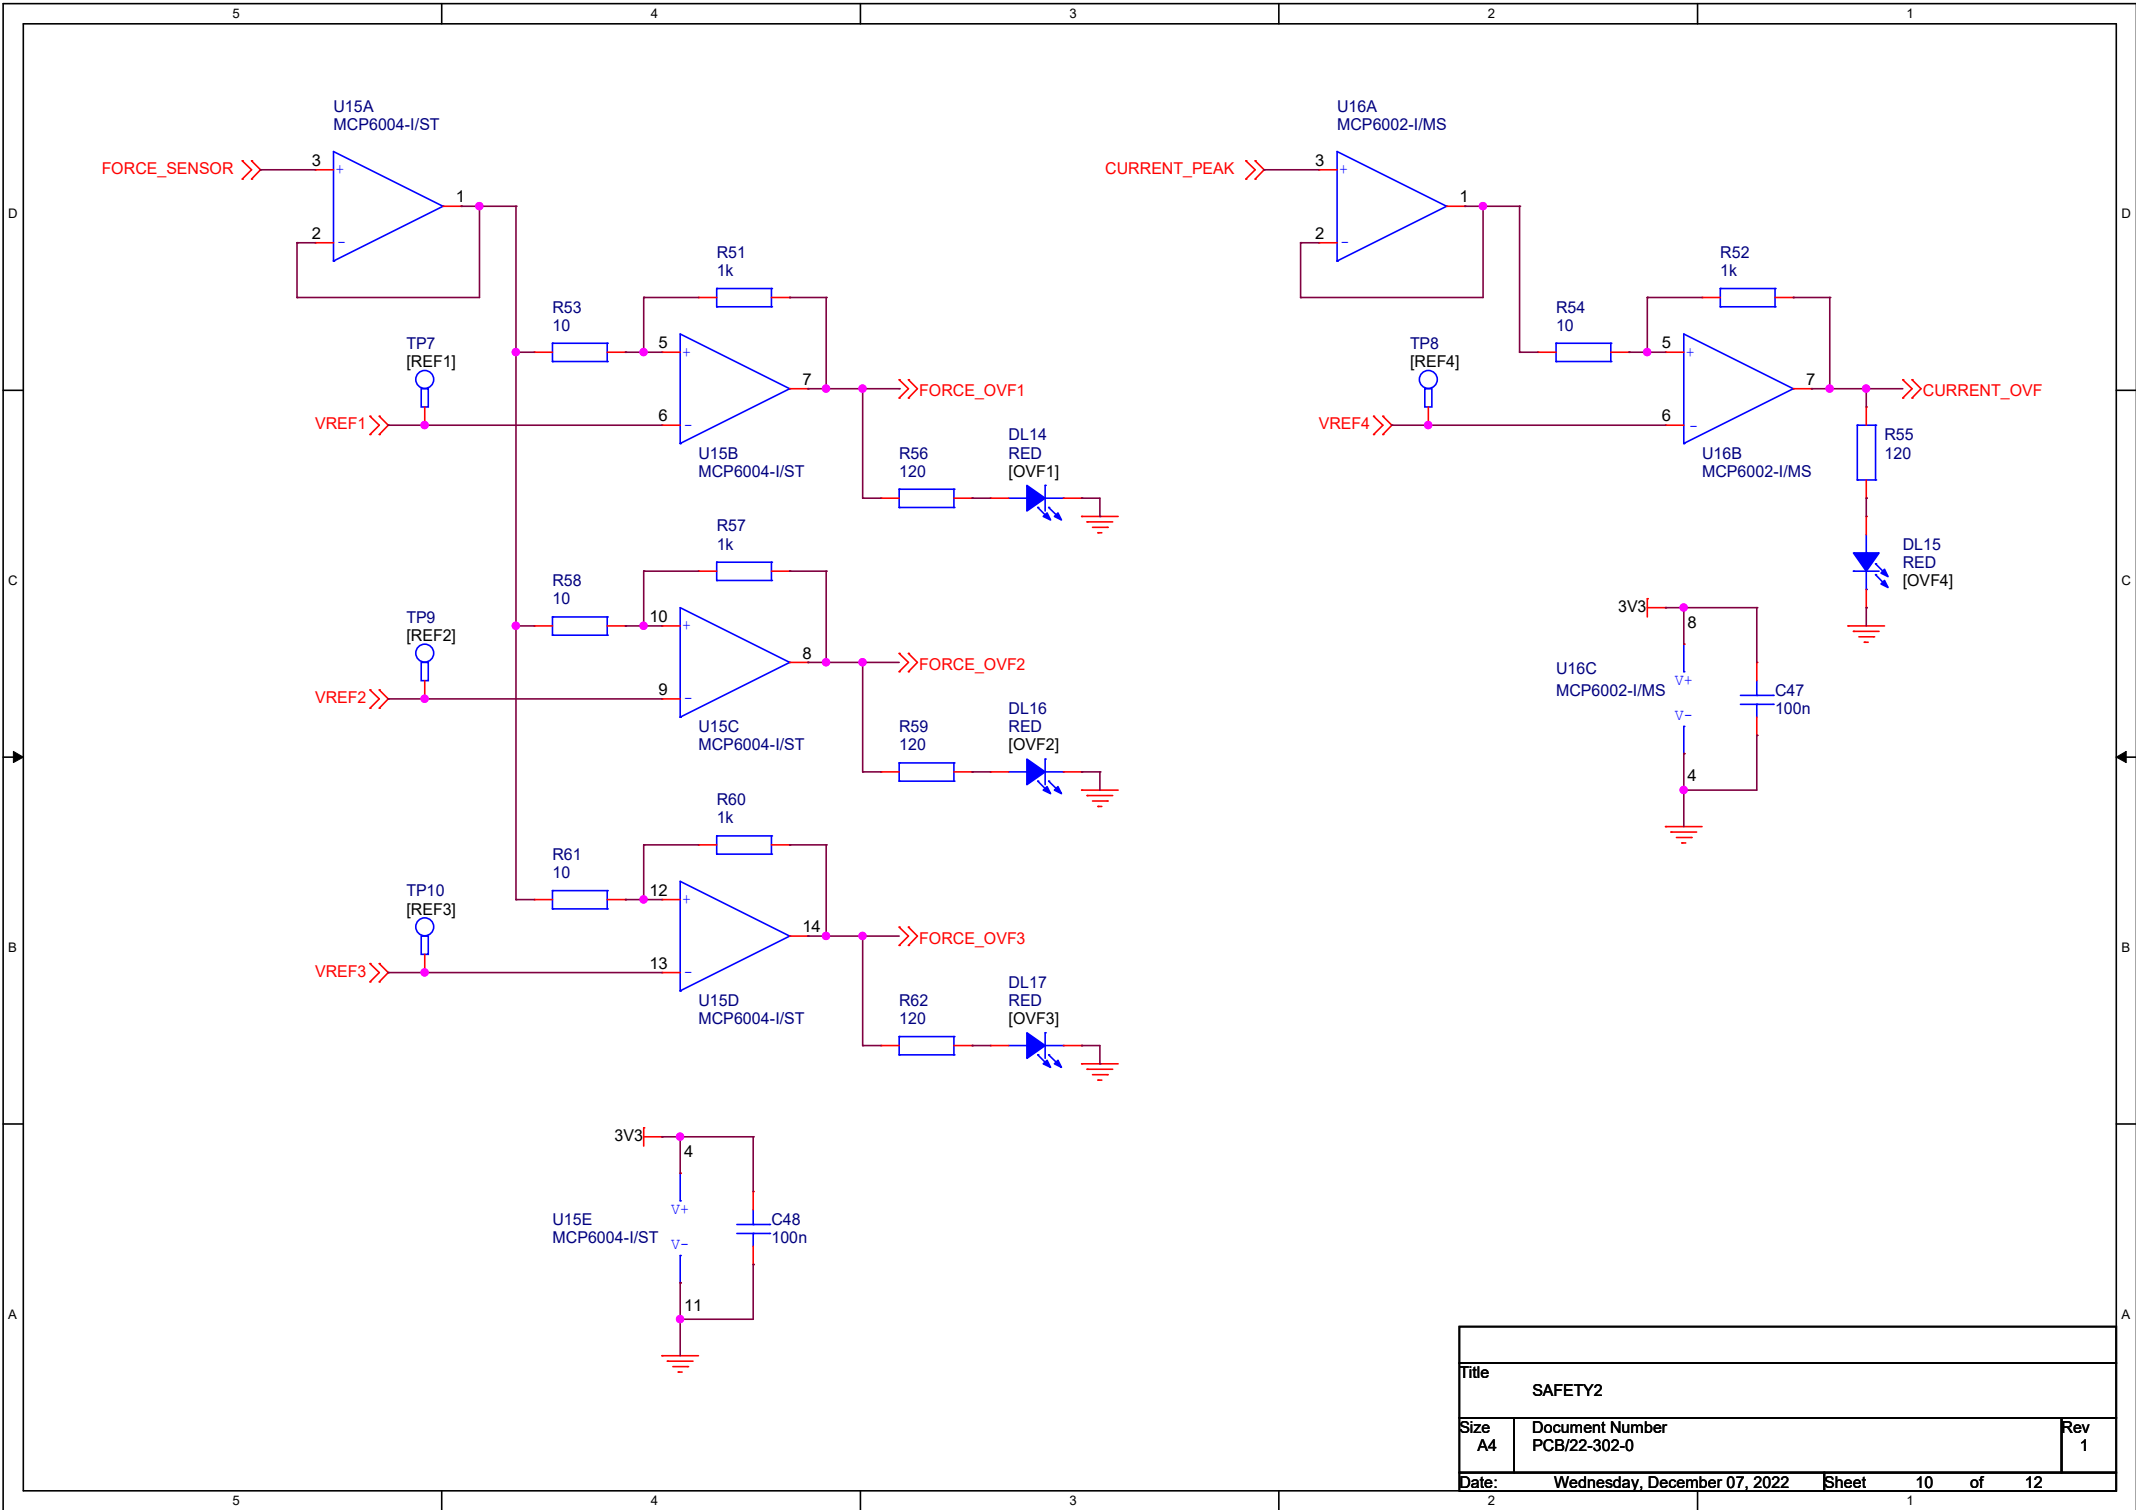 5 4 3 2 1
D
D
C
C
B
B
A
A
U15A
MCP6004-I/ST
FORCE_SENSOR
3
+
2
-
1
R51
1k
R53
10
TP7
[REF1]
5
+
7
FORCE_OVF1
VREF1
6
-
U15B
MCP6004-I/ST
R56
120
DL14
RED
[OVF1]
R57
1k
R58
10
TP9
[REF2]
10
+
8
FORCE_OVF2
VREF2
9
-
U15C
MCP6004-I/ST
R59
120
DL16
RED
[OVF2]
R60
1k
R61
10
TP10
[REF3]
12
+
14
FORCE_OVF3
VREF3
13
-
U15D
MCP6004-I/ST
R62
120
DL17
RED
[OVF3]
3V3
4
V+
U15E
MCP6004-I/ST
V-
C48
100n
11
U16A
MCP6002-I/MS
CURRENT_PEAK
3
+
2
-
1
R52
1k
R54
10
TP8
[REF4]
5
+
7
CURRENT_OVF
VREF4
6
-
U16B
MCP6002-I/MS
R55
120
DL15
RED
[OVF4]
3V3
8
U16C
MCP6002-I/MS
V+
V-
C47
100n
4
Title
SAFETY2
Size
A4
Document Number
PCB/22-302-0
Rev
1
Date: Wednesday, December 07, 2022 Sheet 10 of 12
5 4 3 2 1